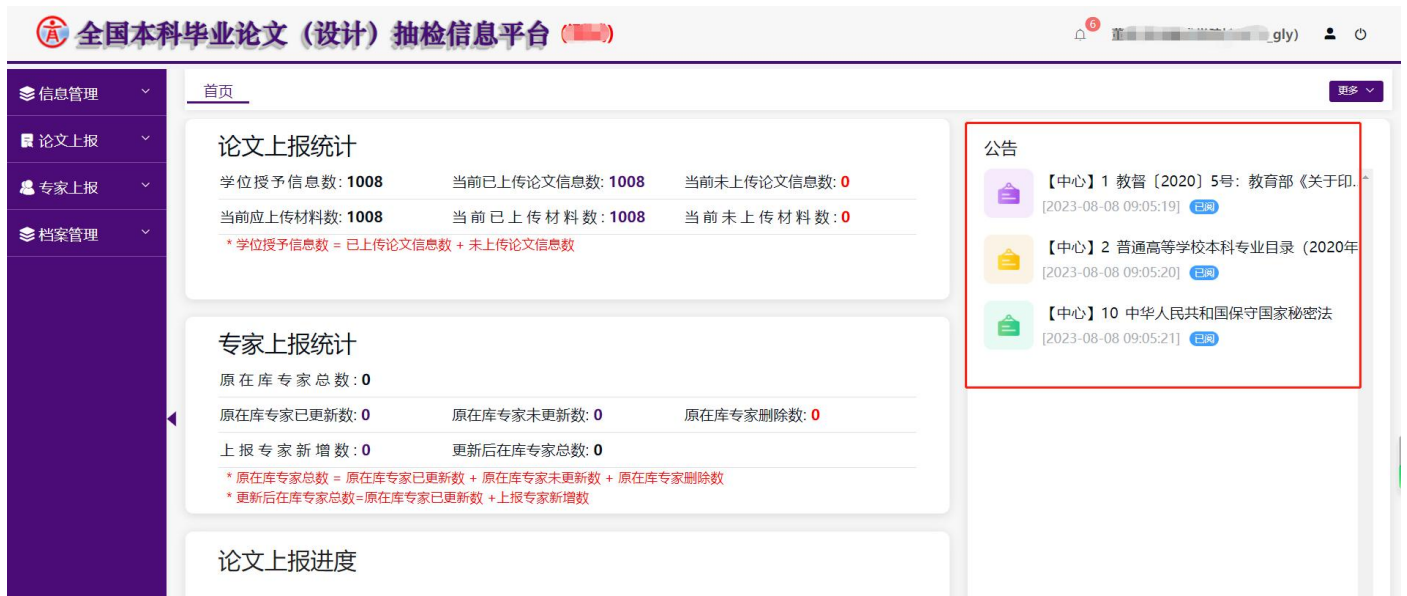 全国本科毕业论文（设计）抽检信息平台
6
_gly)
信息管理
论文上报
专家上报
档案管理
首页
更多
论文上报统计
学位授予信息数: 1008 当前已上传论文信息数: 1008 当前未上传论文信息数: 0
当前应上传材料数: 1008 当前已上传材料数: 1008 当前未上传材料数: 0
* 学位授予信息数 = 已上传论文信息数 + 未上传论文信息数
专家上报统计
原在库专家总数: 0
原在库专家已更新数: 0 原在库专家未更新数: 0 原在库专家删除数: 0
上报专家新增数: 0 更新后在库专家总数: 0
* 原在库专家总数 = 原在库专家已更新数 + 原在库专家未更新数 + 原在库专家删除数
* 更新后在库专家总数=原在库专家已更新数 +上报专家新增数
论文上报进度
公告
【中心】1 教督〔2020〕5号：教育部《关于印...
[2023-08-08 09:05:19] 已阅
【中心】2 普通高等学校本科专业目录（2020年
[2023-08-08 09:05:20] 已阅
【中心】10 中华人民共和国保守国家秘密法
[2023-08-08 09:05:21] 已阅